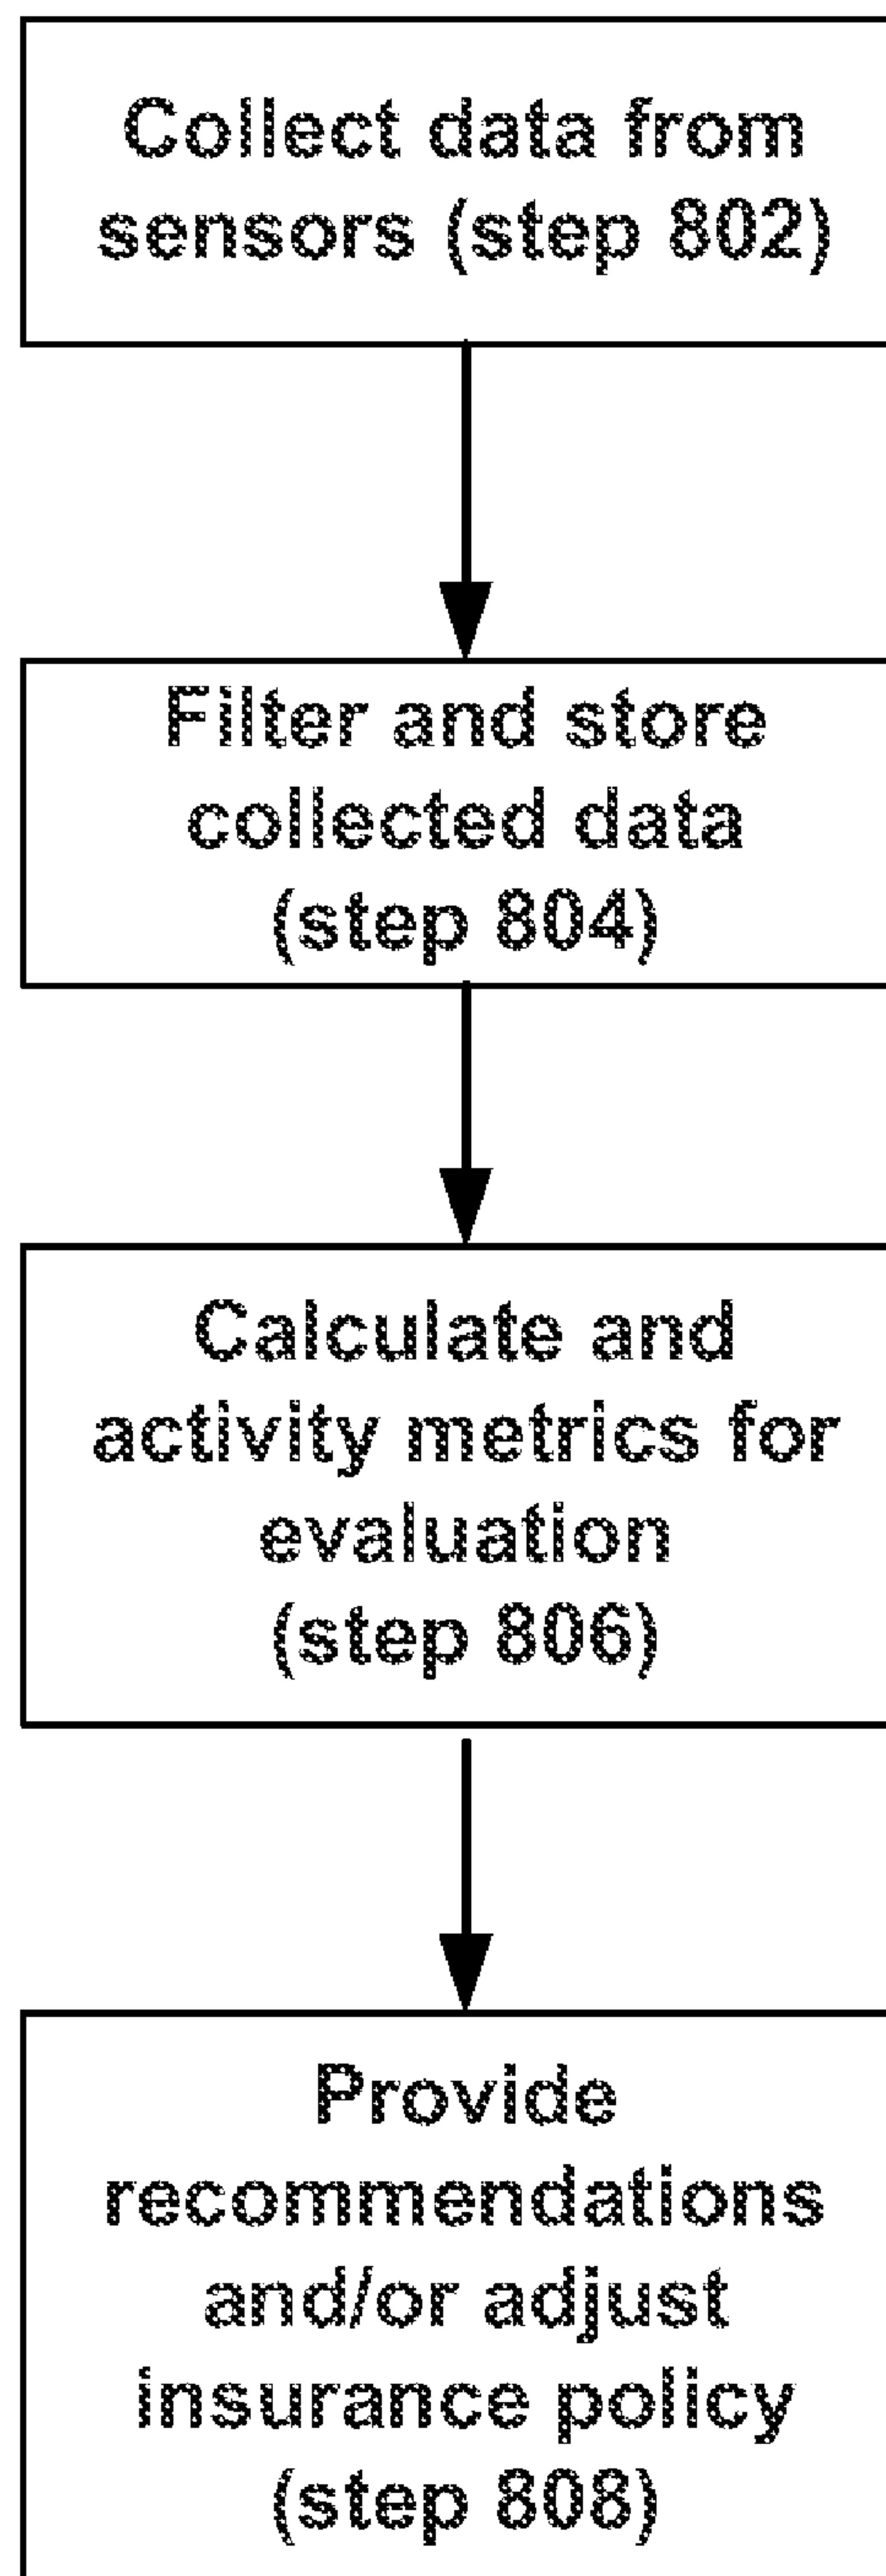 Collect data from
sensors (step 802)
Filter and store
collected data
(step 804)
Calculate and
activity metrics for
evaluation
(step 806)
Provide
recommendations
and/or adjust
insurance policy
(step 808)